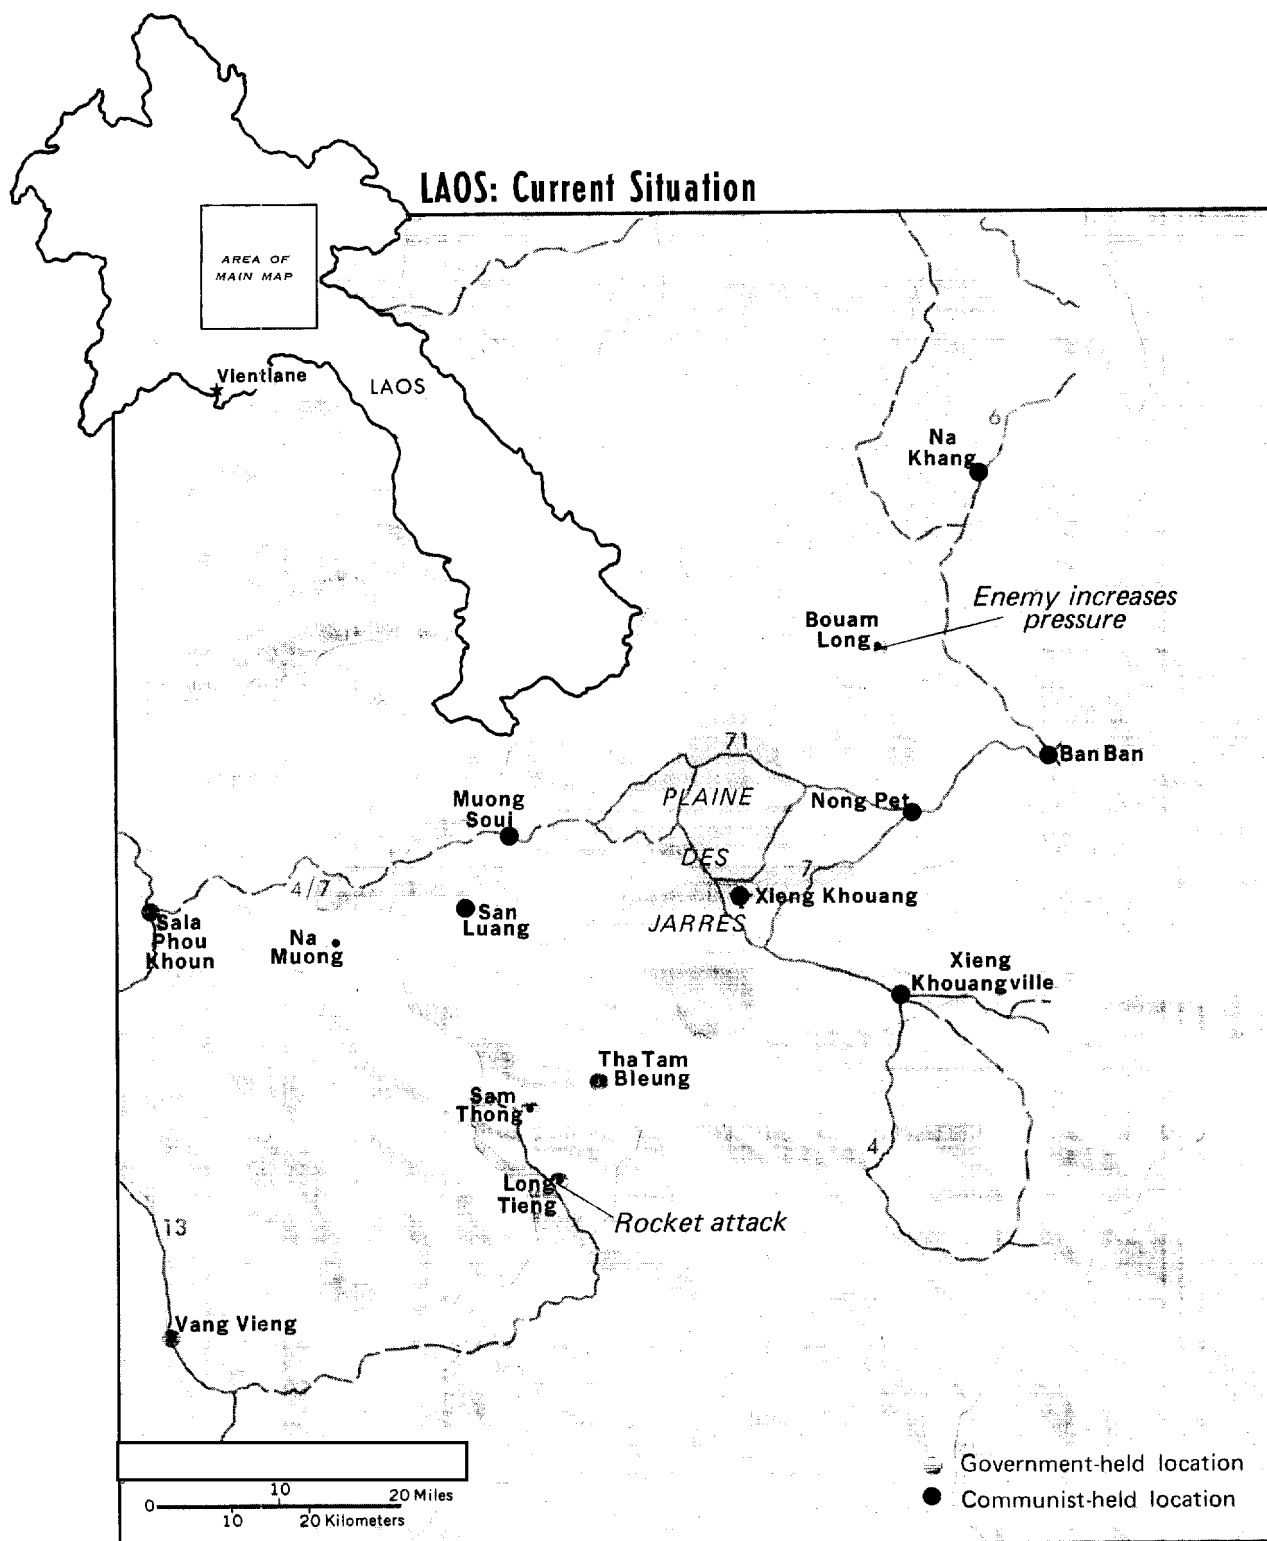 LAOS: Current Situation
AREA OF
MAIN MAP
Vientiane
LAOS
6
Na
Khang
Enemy increases
pressure
Bouam
Long
71
Ban Ban
PLAINE
Muong
Soui
Nong Pet
DES
7
4/7
Xieng Khouang
San
Luang
JARRES
Sala
Phou
Khoun
Na
Muong
Xieng
Khouangville
Tha Tam
Bleung
Sam
Thong
4
Long
Tieng
Rocket attack
13
Vang Vieng
Government-held location
Communist-held location
10
20 Miles
0
10
20 Kilometers